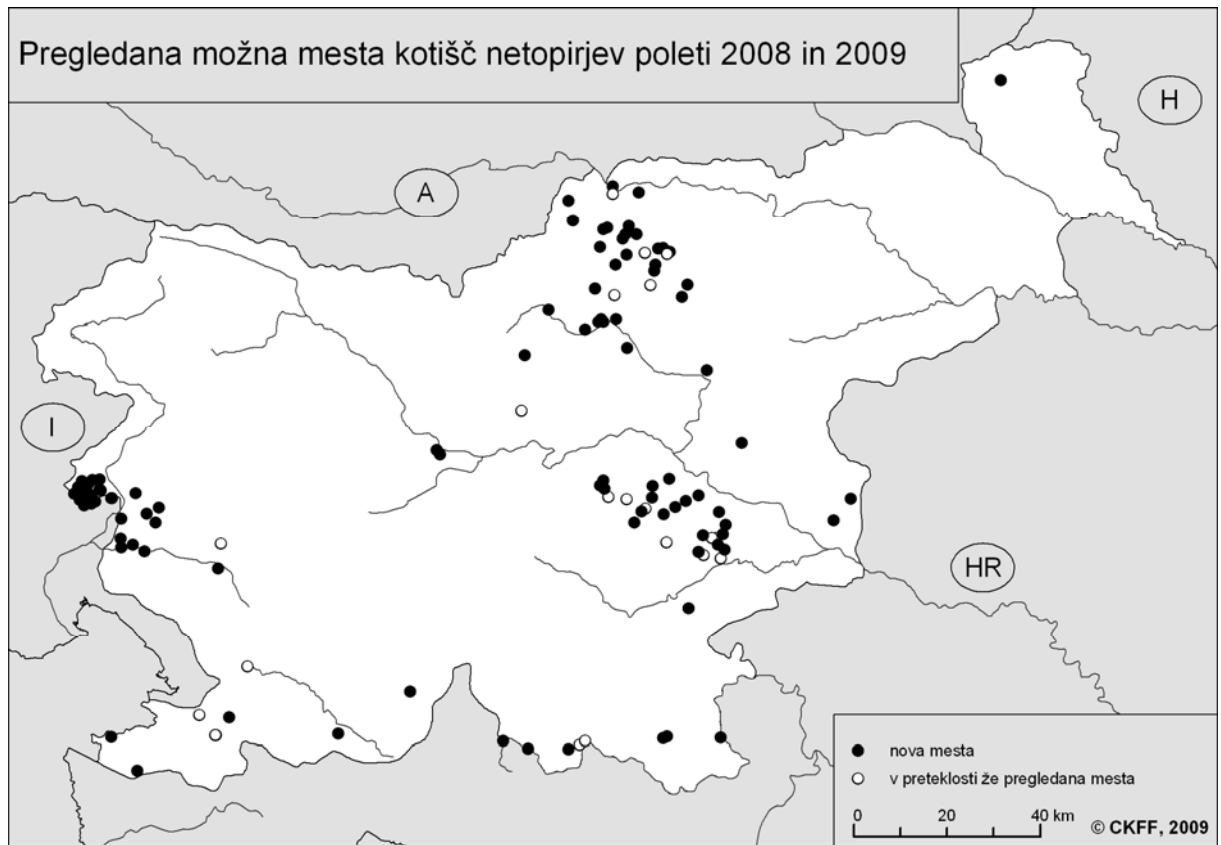 Pregledana možna mesta kotišč netopirjev poleti 2008 in 2009
H
A
I
HR
nova mesta
v preteklosti že pregledana mesta
0 20 40 km
© CKFF, 2009